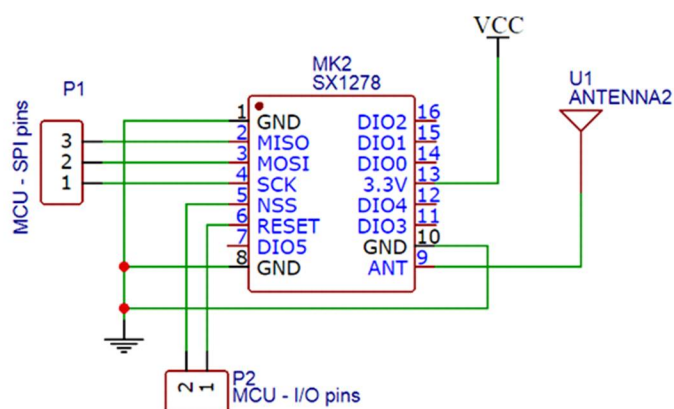 VCC
MK2
SX1278
U1
ANTENNA2
P1
MCU - SPI pins
3
2
1
1 GND
2 MISO
3 MOSI
4 SCK
5 NSS
6 RESET
7 DIO5
8 GND
DIO2 16
DIO1 15
DIO0 14
3.3V 13
DIO4 12
DIO3 11
GND 10
ANT 9
2 1
P2
MCU - I/O pins